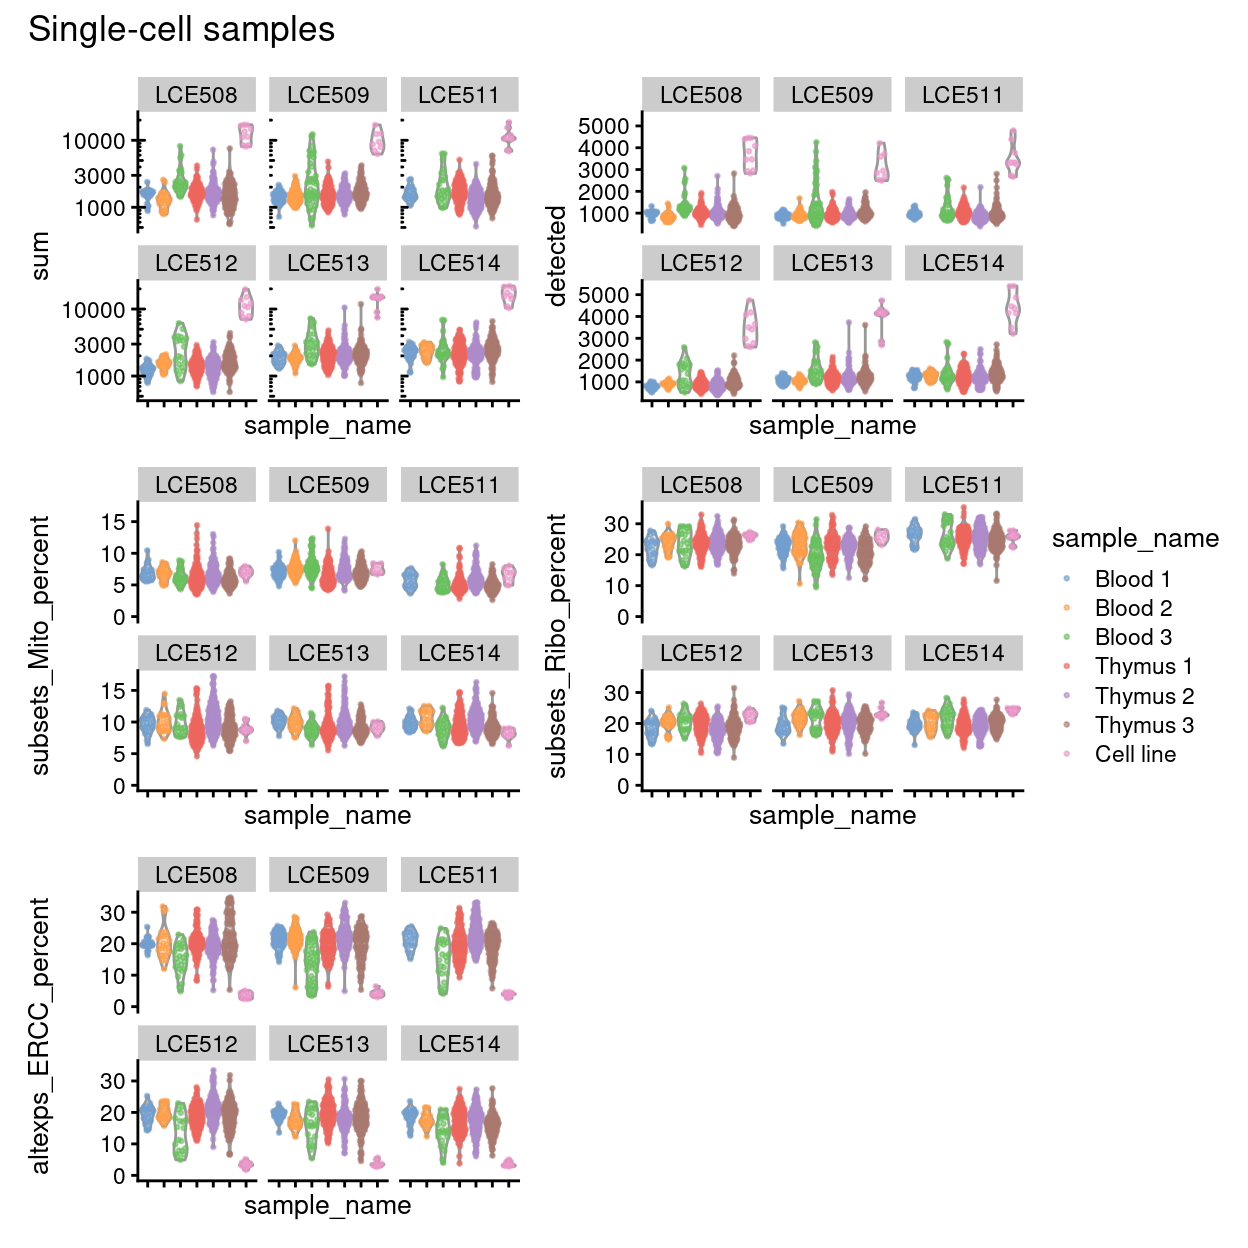 Single-cell samples
LCE508 LCE509 LCE511
10000
3000
1000
LCE512 LCE513 LCE514
10000
3000
1000
sum
sample_name
LCE508 LCE509 LCE511
5000
4000
3000
2000
1000
LCE512 LCE513 LCE514
5000
4000
3000
2000
1000
detected
sample_name
LCE508 LCE509 LCE511
15
10
5
0
LCE512 LCE513 LCE514
15
10
5
0
subsets_Mito_percent
sample_name
LCE508 LCE509 LCE511
30
20
10
0
LCE512 LCE513 LCE514
30
20
10
0
subsets_Ribo_percent
sample_name
sample_name
Blood 1
Blood 2
Blood 3
Thymus 1
Thymus 2
Thymus 3
Cell line
LCE508 LCE509 LCE511
30
20
10
0
LCE512 LCE513 LCE514
30
20
10
0
altexps_ERCC_percent
sample_name